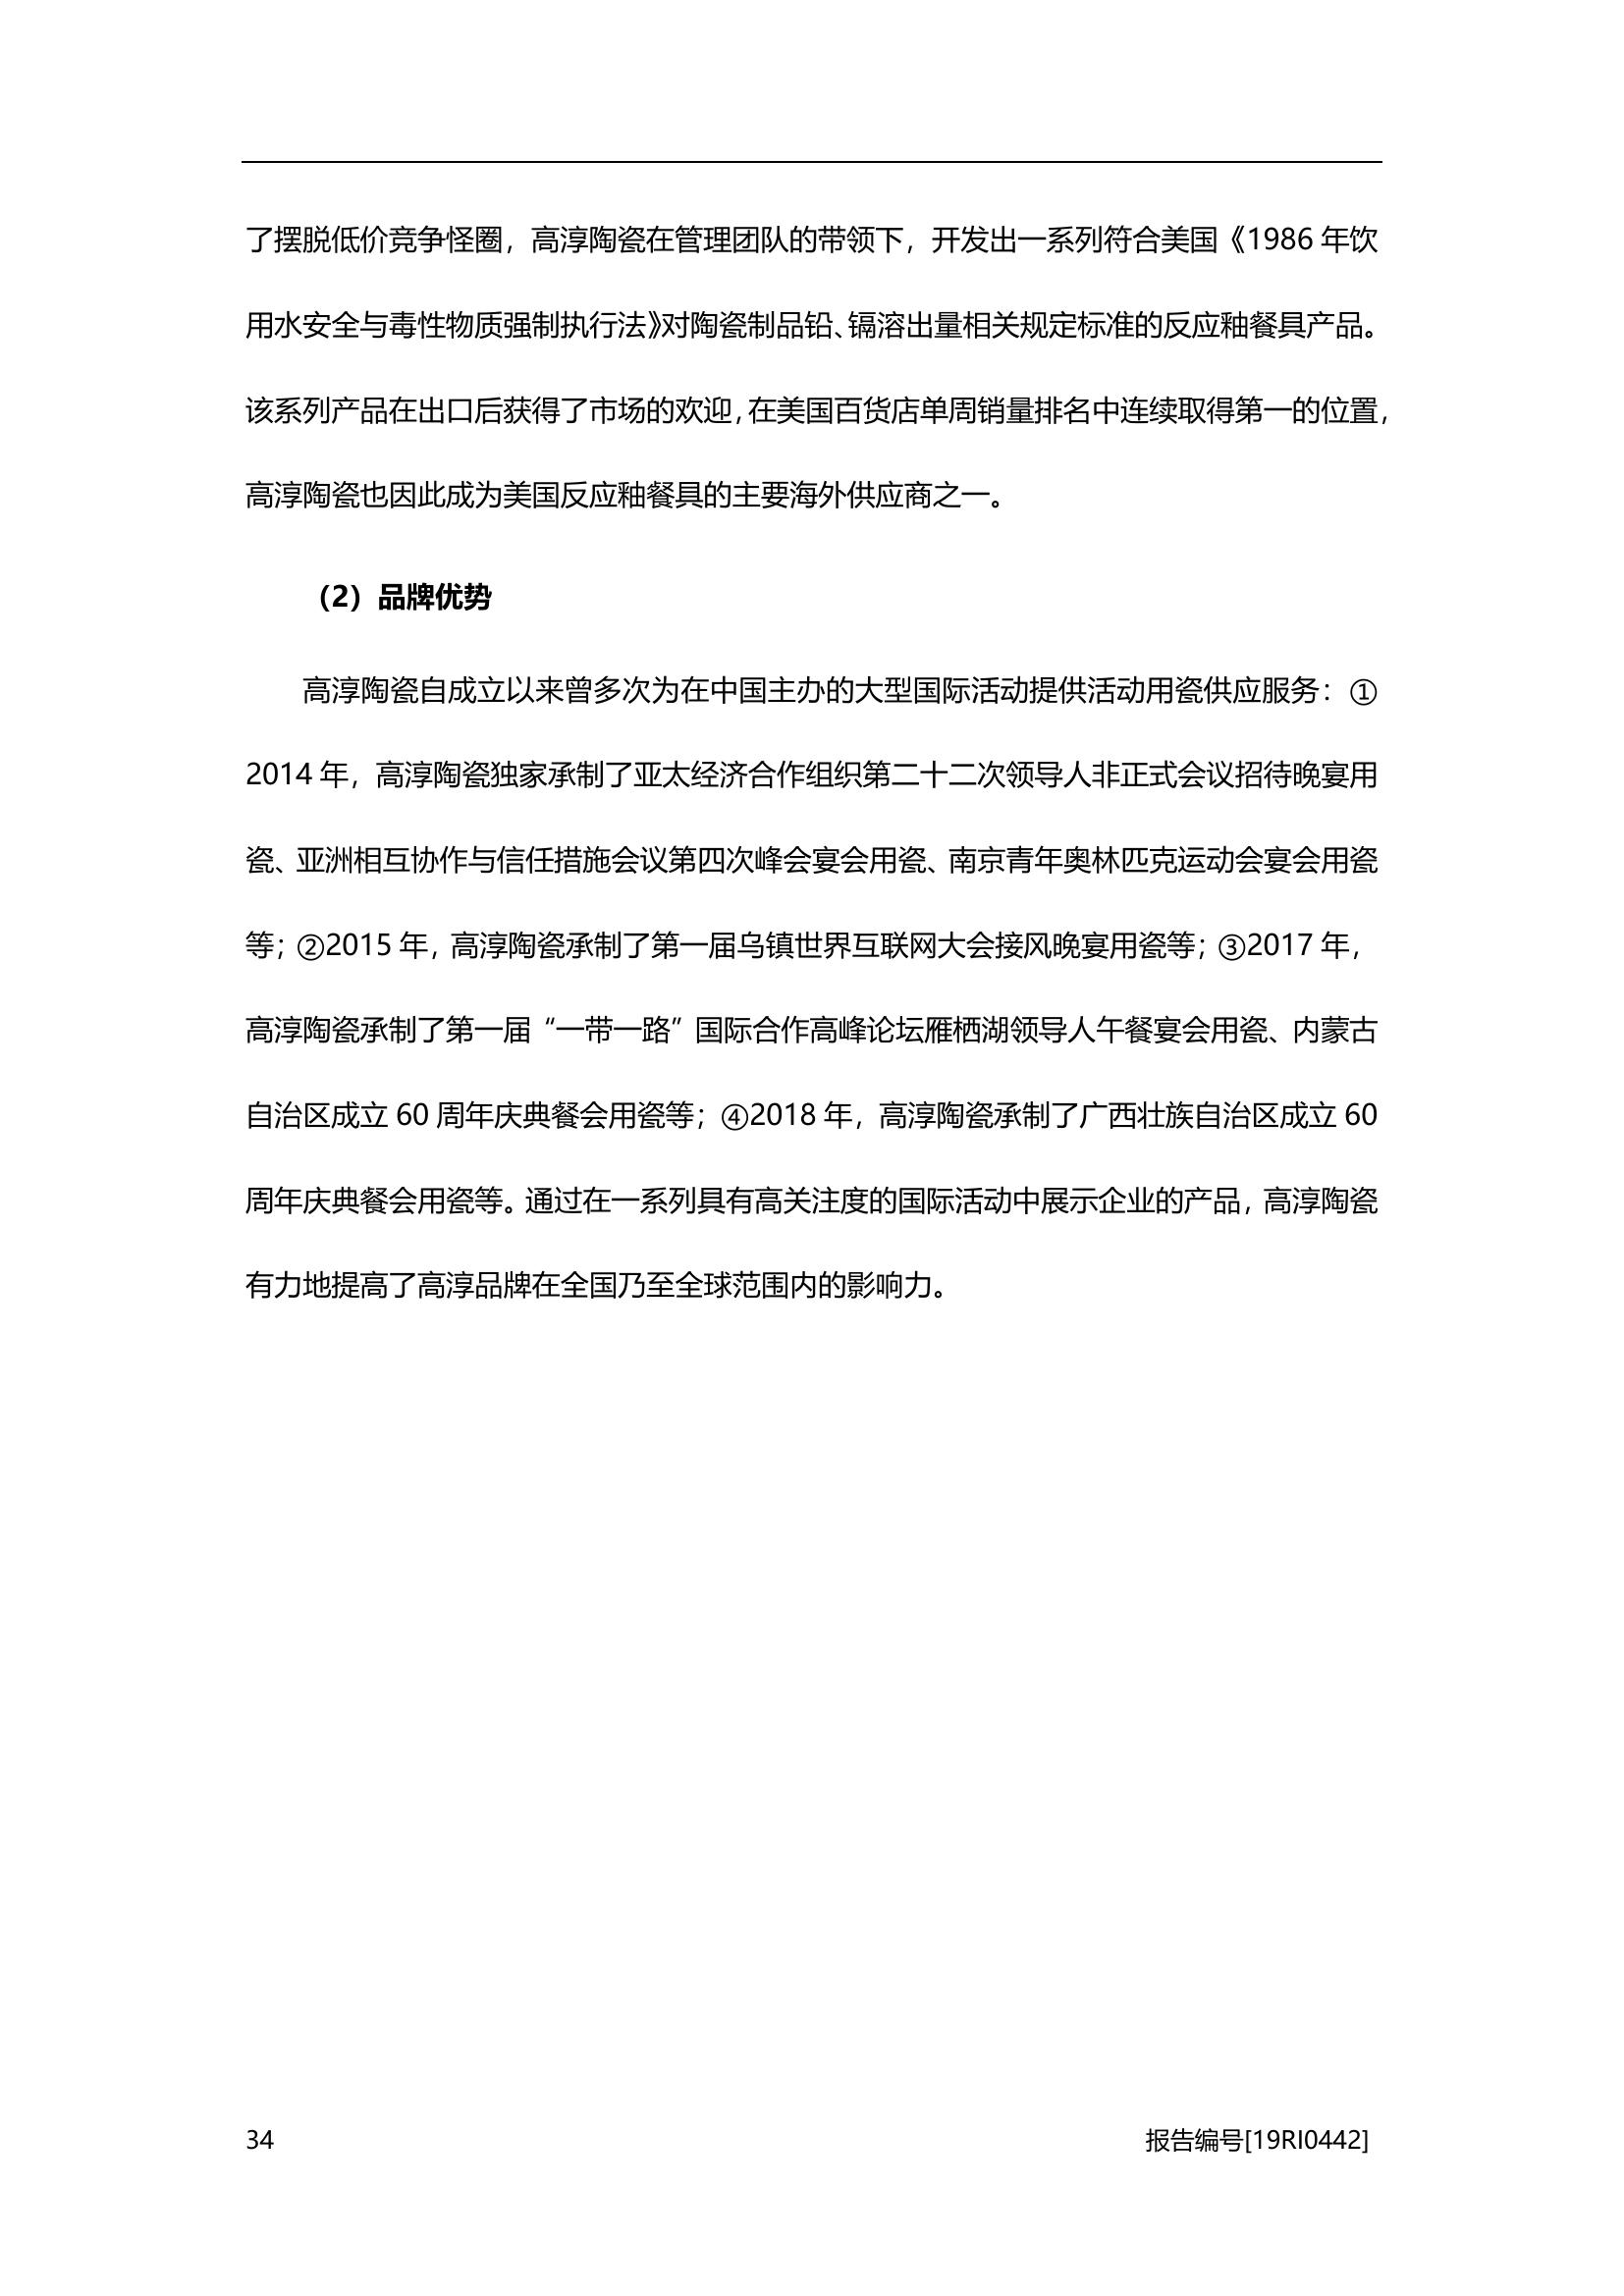 了摆脱低价竞争怪圈，高淳陶瓷在管理团队的带领下，开发出一系列符合美国《1986 年饮
用水安全与毒性物质强制执行法》对陶瓷制品铅、镉溶出量相关规定标准的反应釉餐具产品。
该系列产品在出口后获得了市场的欢迎，在美国百货店单周销量排名中连续取得第一的位置，
高淳陶瓷也因此成为美国反应釉餐具的主要海外供应商之一。
（2）品牌优势
高淳陶瓷自成立以来曾多次为在中国主办的大型国际活动提供活动用瓷供应服务：①
2014 年，高淳陶瓷独家承制了亚太经济合作组织第二十二次领导人非正式会议招待晚宴用
瓷、亚洲相互协作与信任措施会议第四次峰会宴会用瓷、南京青年奥林匹克运动会宴会用瓷
等；②2015 年，高淳陶瓷承制了第一届乌镇世界互联网大会接风晚宴用瓷等；③2017 年，
高淳陶瓷承制了第一届“一带一路”国际合作高峰论坛雁栖湖领导人午餐宴会用瓷、内蒙古
自治区成立 60 周年庆典餐会用瓷等；④2018 年，高淳陶瓷承制了广西壮族自治区成立 60
周年庆典餐会用瓷等。通过在一系列具有高关注度的国际活动中展示企业的产品，高淳陶瓷
有力地提高了高淳品牌在全国乃至全球范围内的影响力。
34 报告编号[19RI0442]